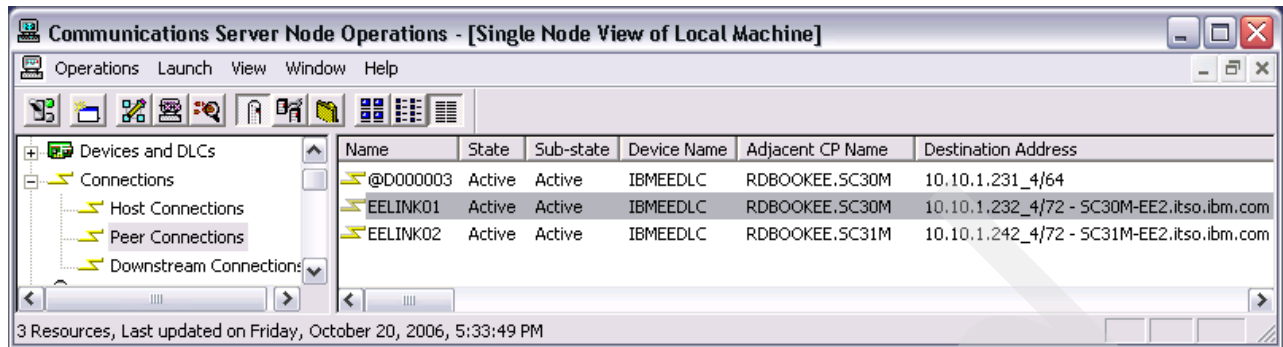 Communications Server Node Operations - [Single Node View of Local Machine]
Operations Launch View Window Help
Devices and DLCs
Connections
Host Connections
Peer Connections
Downstream Connections
Name State Sub-state Device Name Adjacent CP Name Destination Address
@D000003 Active Active IBMEEDLC RDBOOKEE.SC30M 10.10.1.231_4/64
EELINK01 Active Active IBMEEDLC RDBOOKEE.SC30M 10.10.1.232_4/72 - SC30M-EE2.itso.ibm.com
EELINK02 Active Active IBMEEDLC RDBOOKEE.SC31M 10.10.1.242_4/72 - SC31M-EE2.itso.ibm.com
3 Resources, Last updated on Friday, October 20, 2006, 5:33:49 PM